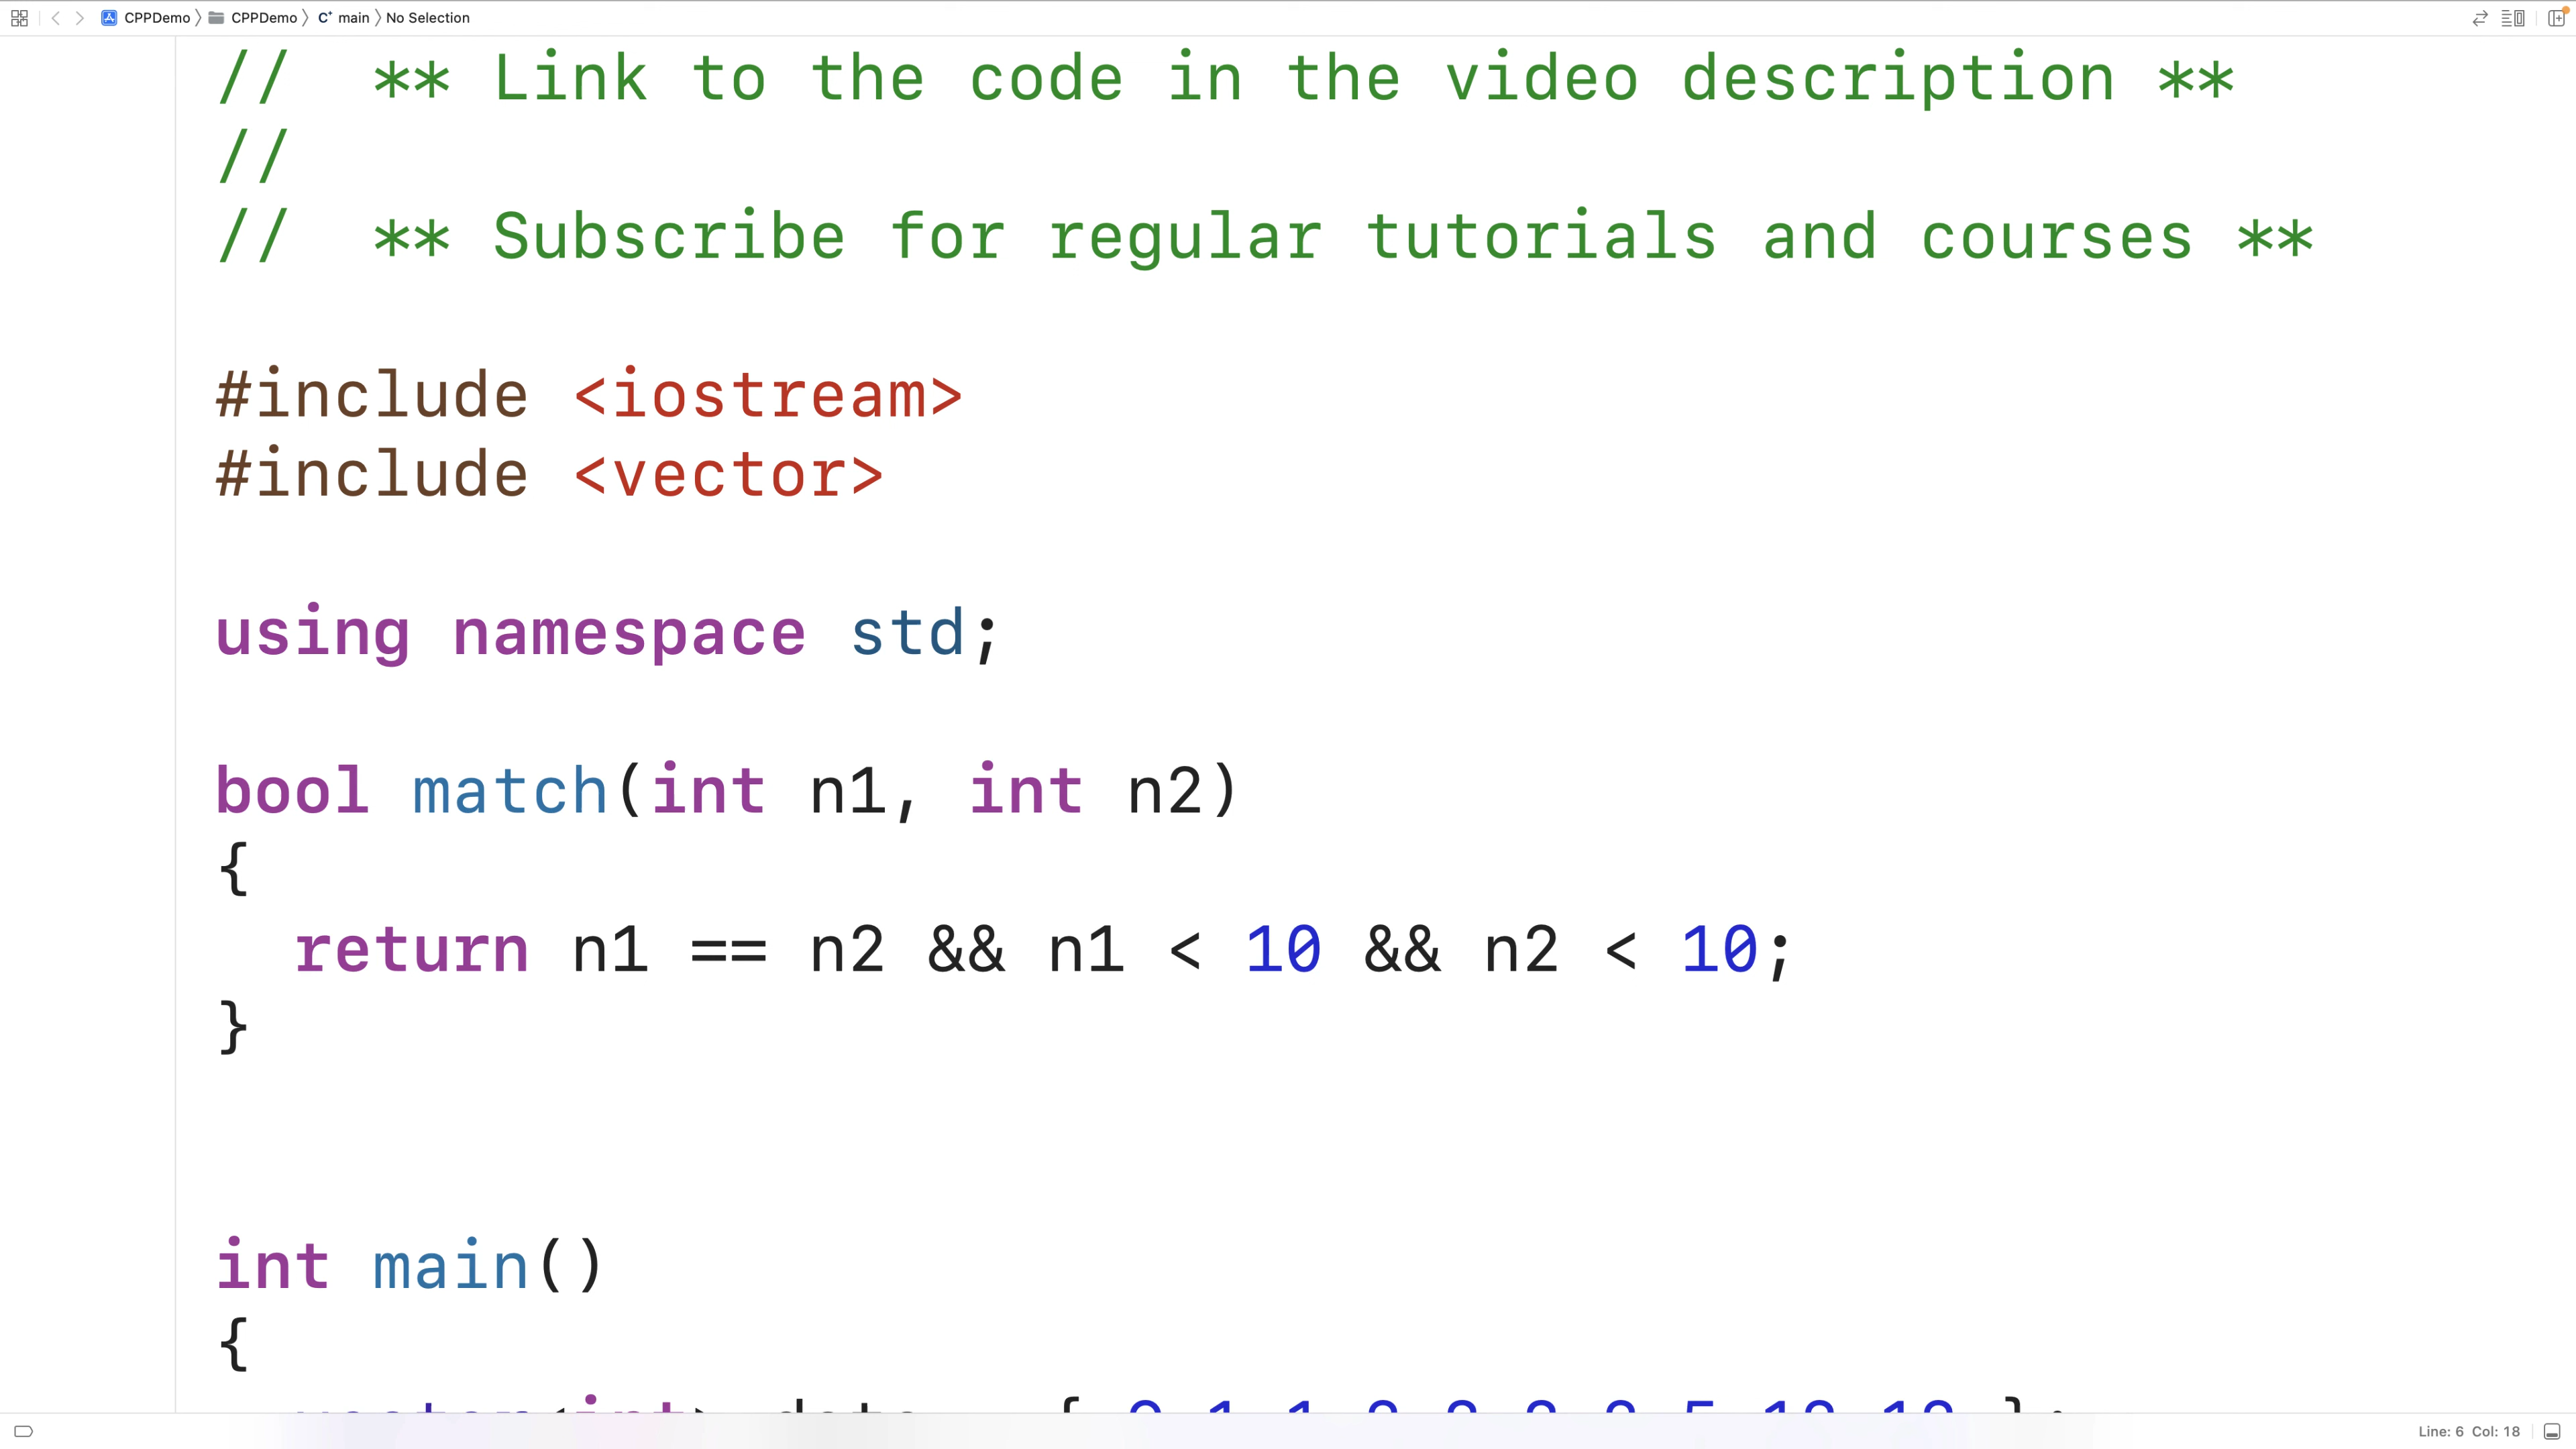 CPPDemo 〉 CPPDemo 〉 main 〉 No Selection
//  ** Link to the code in the video description **
//
//  ** Subscribe for regular tutorials and courses **
#include <iostream>
#include <vector>
using namespace std;
bool match(int n1, int n2)
{
  return n1 == n2 && n1 < 10 && n2 < 10;
}
int main()
{
Line: 6 Col: 18